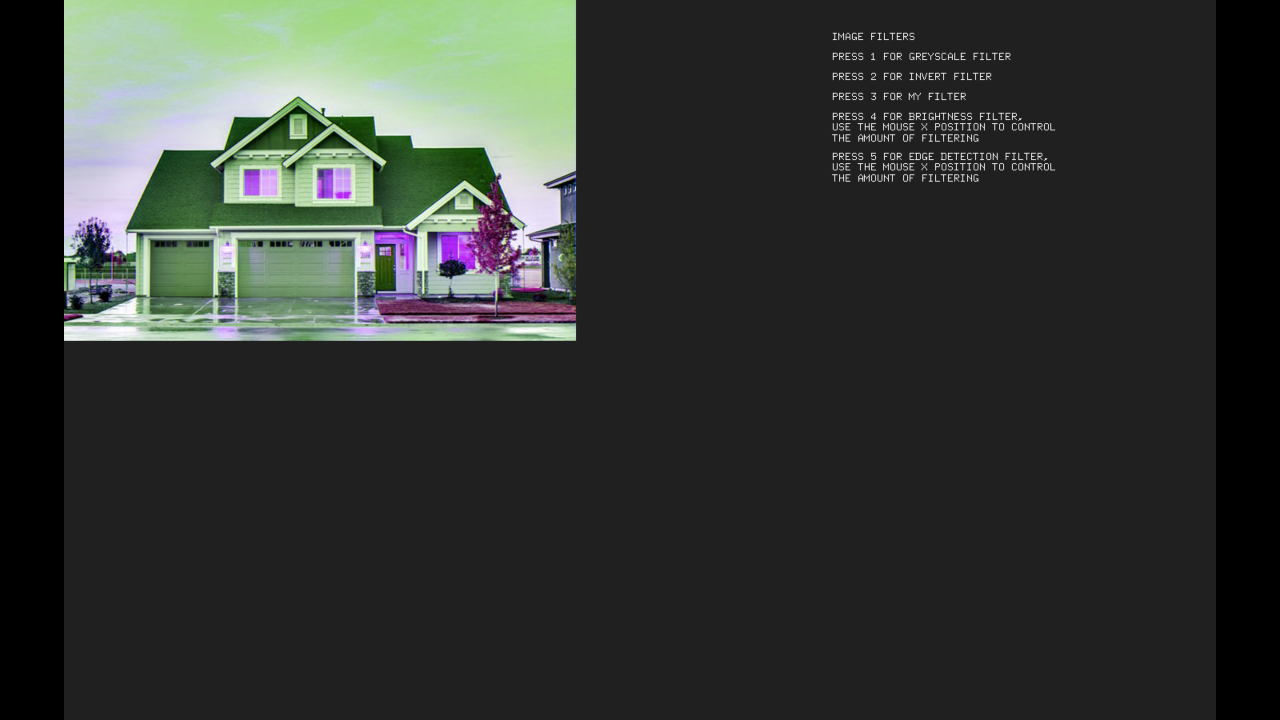 IMAGE FILTERS
PRESS 1 FOR GREYSCALE FILTER
PRESS 2 FOR INVERT FILTER
PRESS 3 FOR MY FILTER
PRESS 4 FOR BRIGHTNESS FILTER,
USE THE MOUSE X POSITION TO CONTROL
THE AMOUNT OF FILTERING
PRESS 5 FOR EDGE DETECTION FILTER,
USE THE MOUSE X POSITION TO CONTROL
THE AMOUNT OF FILTERING